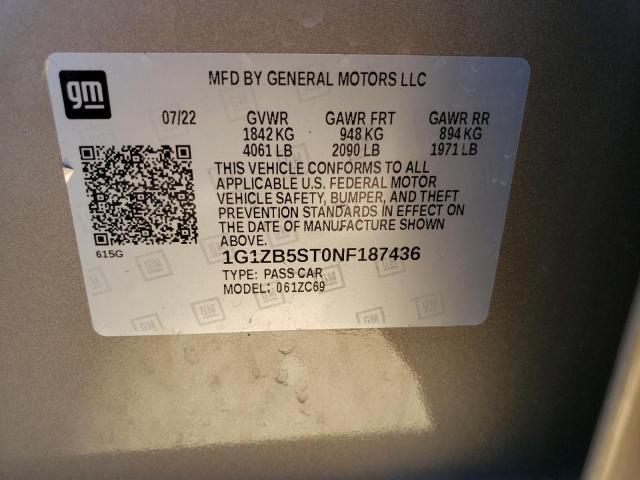 gm
MFD BY GENERAL MOTORS LLC
07/22 GVWR GAWR FRT GAWR RR
1842 KG 948 KG 894 KG
4061 LB 2090 LB 1971 LB
THIS VEHICLE CONFORMS TO ALL
APPLICABLE U.S. FEDERAL MOTOR
VEHICLE SAFETY, BUMPER, AND THEFT
PREVENTION STANDARDS IN EFFECT ON
THE DATE OF MANUFACTURE SHOWN
ABOVE.
615G
1G1ZB5ST0NF187436
TYPE: PASS CAR
MODEL: 061ZC69